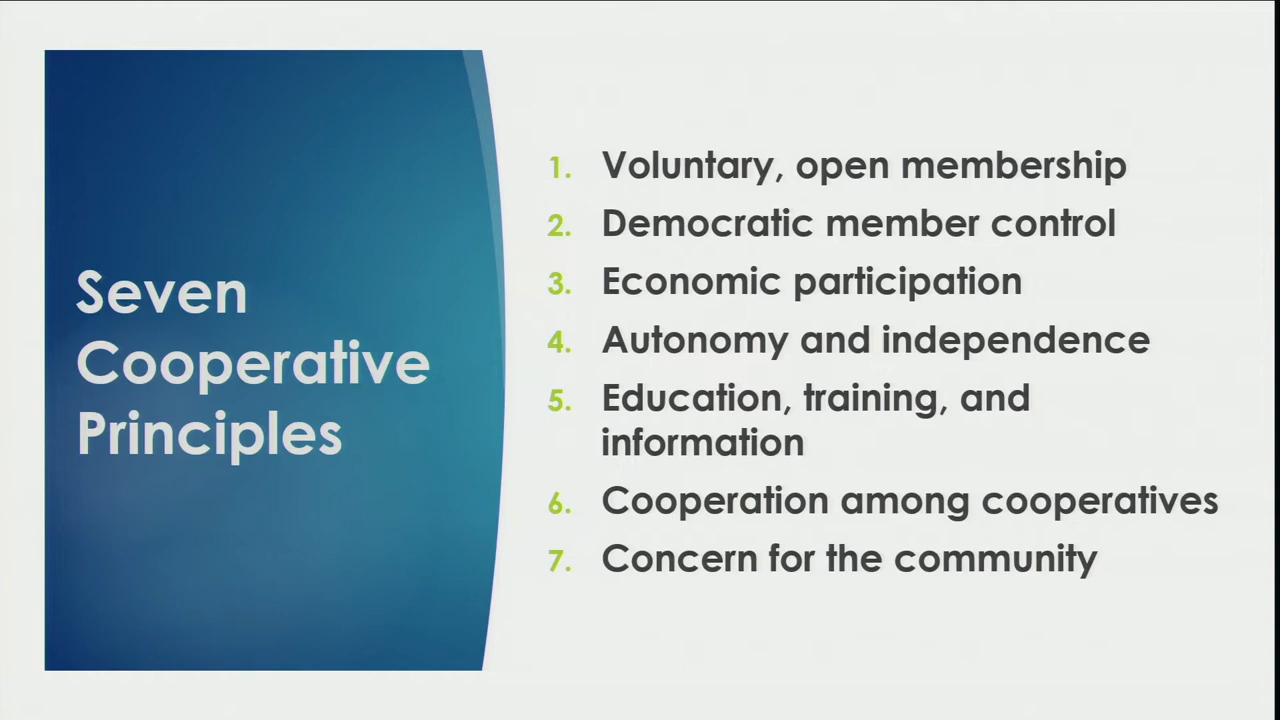 Seven
Cooperative
Principles
1. Voluntary, open membership
2. Democratic member control
3. Economic participation
4. Autonomy and independence
5. Education, training, and
information
6. Cooperation among cooperatives
7. Concern for the community